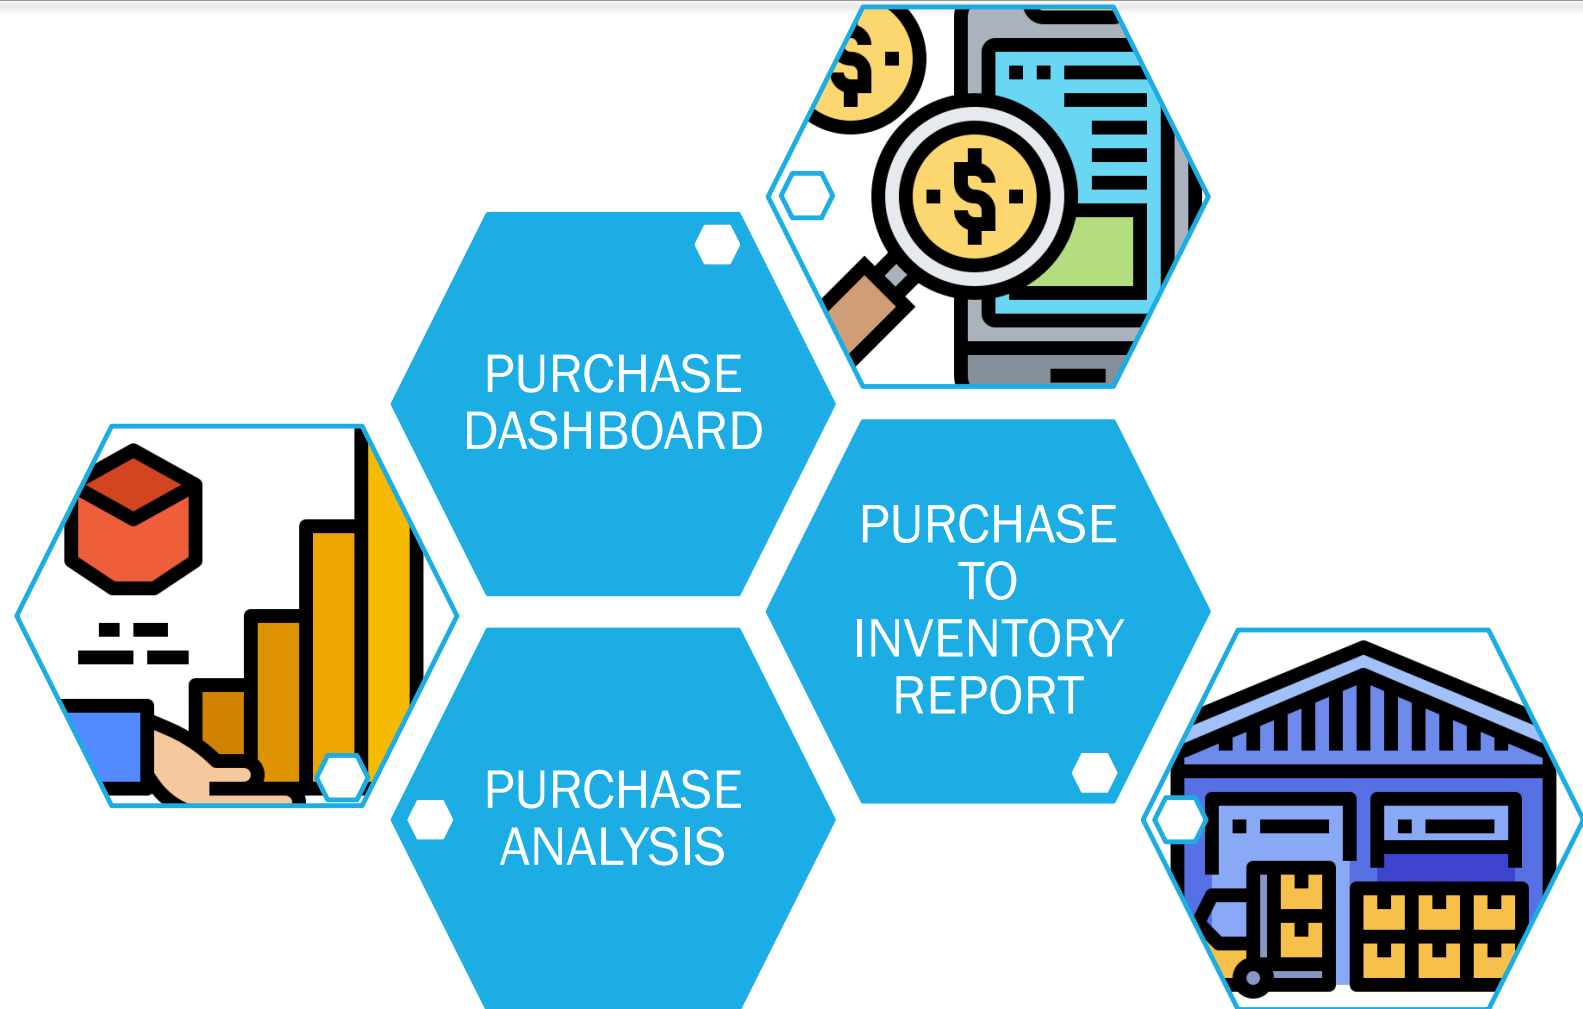 PURCHASE
DASHBOARD
PURCHASE
TO
INVENTORY
REPORT
PURCHASE
ANALYSIS